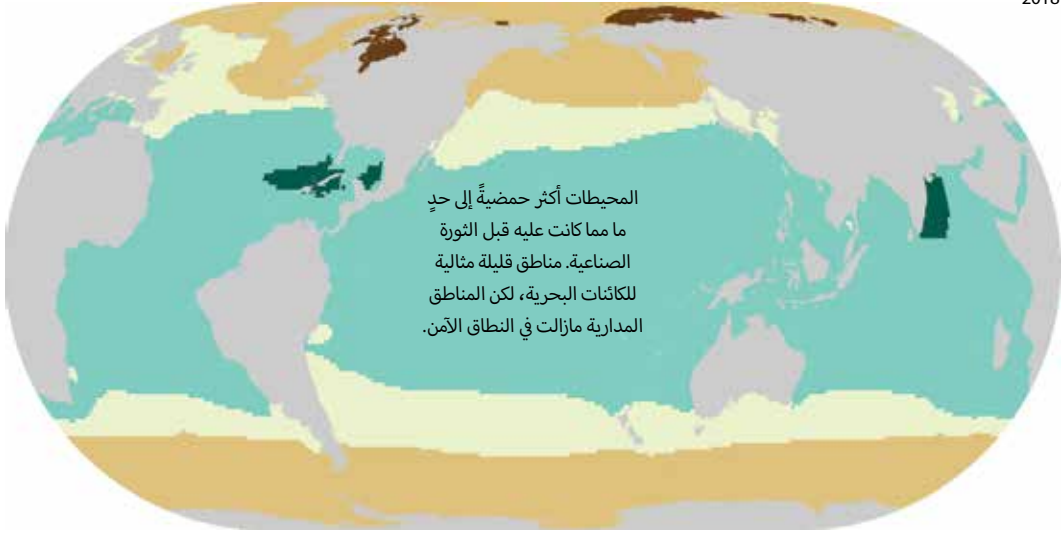 2018
المحيطات أكثر حمضيةً إلى حدٍ
ما مما كانت عليه قبل الثورة
الصناعية. مناطق قليلة مثالية
للكائنات البحرية، لكن المناطق
المدارية مازالت في النطاق الآمن.